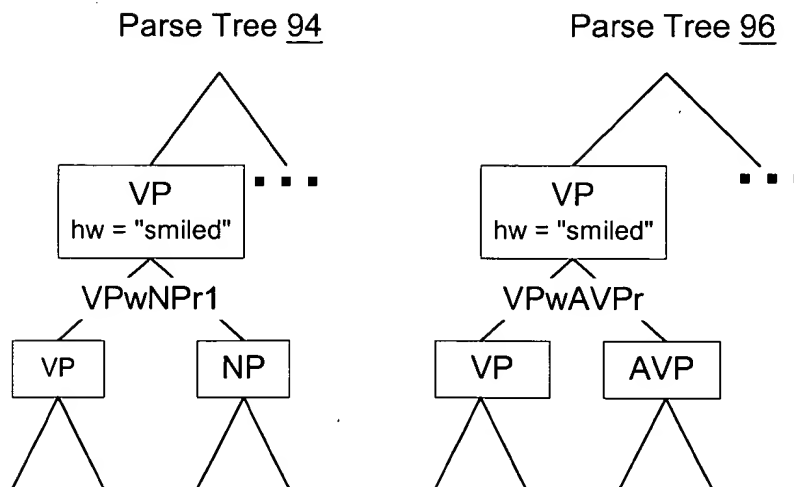 Parse Tree 94
VP
hw = "smiled"
VPwNPr1
VP
NP
Parse Tree 96
VP
hw = "smiled"
VPwAVPr
VP
AVP